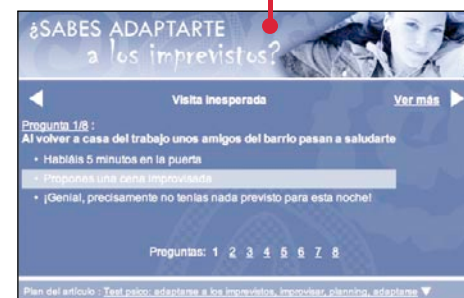 ¿SABES ADAPTARTE
a los imprevistos?
Visita inesperada
Ver más
Pregunta 1/8 :
Al volver a casa del trabajo unos amigos del barrio pasan a saludarte
• Habláis 5 minutos en la puerta
• Propones una cena improvisada
• ¡Genial, precisamente no tenías nada previsto para esta noche!
Preguntas: 1 2 3 4 5 6 7 8
Plan del artículo : Test psico: adaptarse a los imprevistos, improvisar, planning, adaptarse